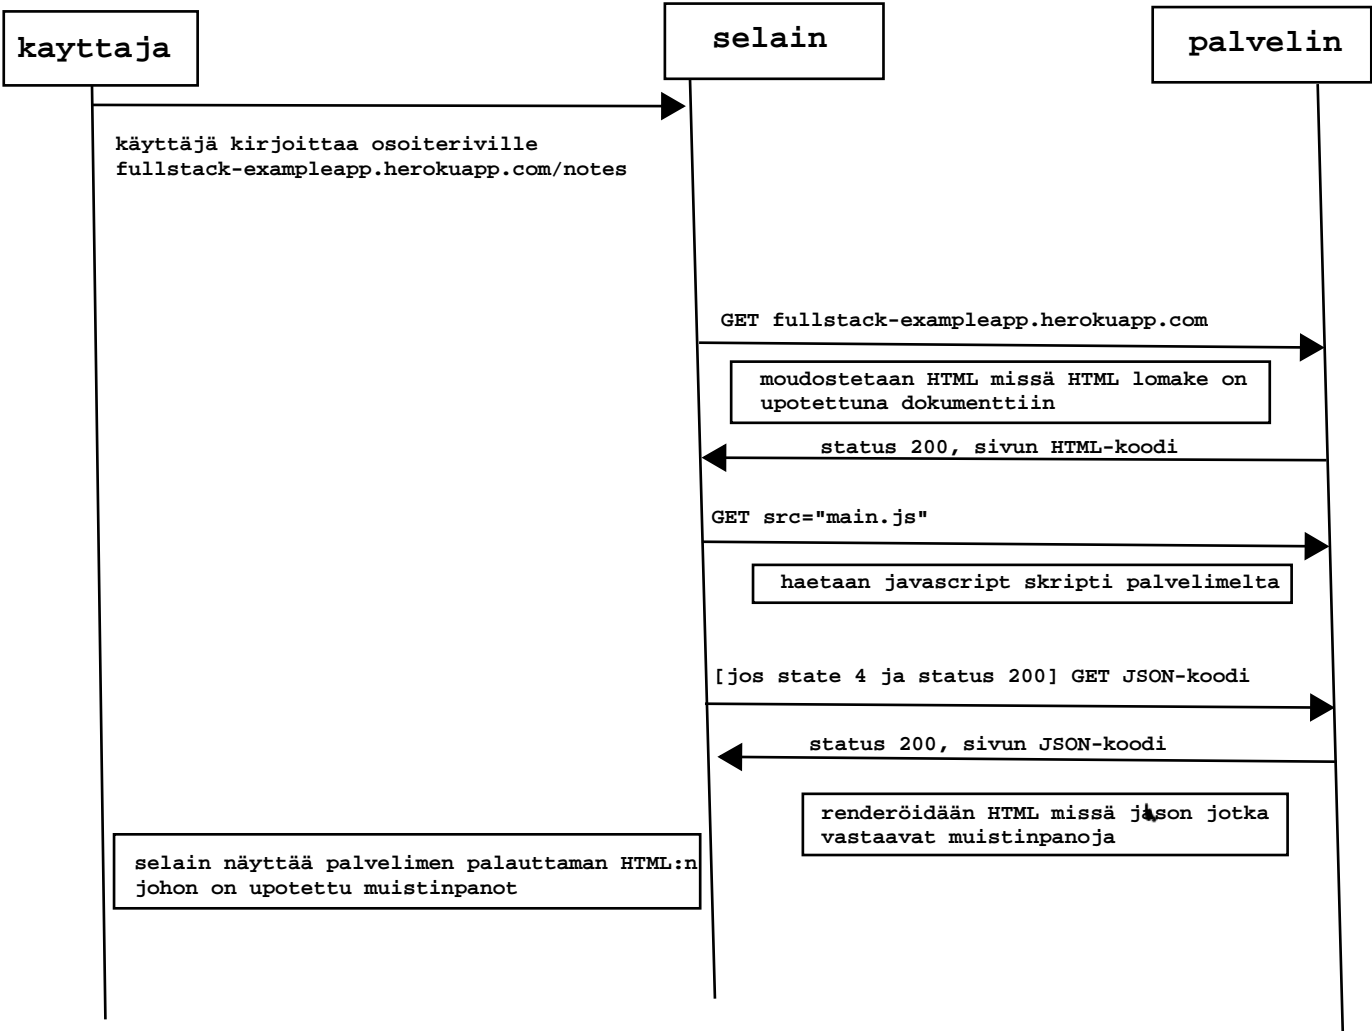 kayttaja
selain
palvelin
käyttäjä kirjoittaa osoiteriville
fullstack-exampleapp.herokuapp.com/notes
GET fullstack-exampleapp.herokuapp.com
moudostetaan HTML missä HTML lomake on
upotettuna dokumenttiin
status 200, sivun HTML-koodi
GET src="main.js"
haetaan javascript skripti palvelimelta
[jos state 4 ja status 200] GET JSON-koodi
status 200, sivun JSON-koodi
renderöidään HTML missä jason jotka
vastaavat muistinpanoja
selain näyttää palvelimen palauttaman HTML:n
johon on upotettu muistinpanot